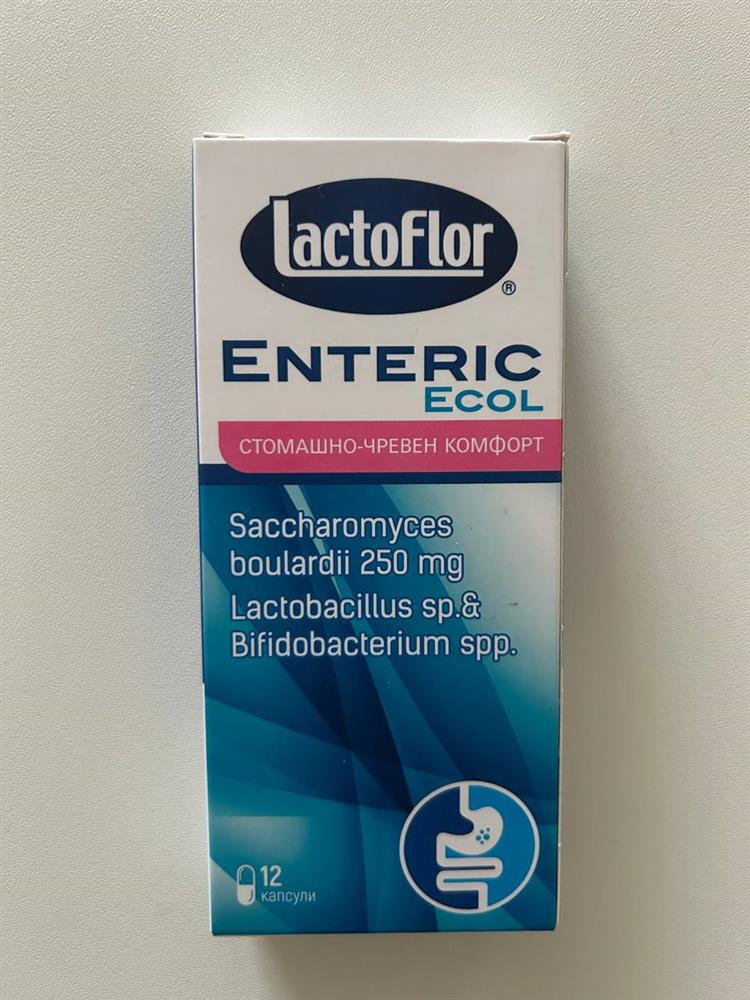 LactoFlor
®
ENTERIC
ECOL
СТОМАШНО-ЧРЕВЕН КОМФОРТ
Saccharomyces
boulardii 250 mg
Lactobacillus sp.&
Bifidobacterium spp.
12
капсули